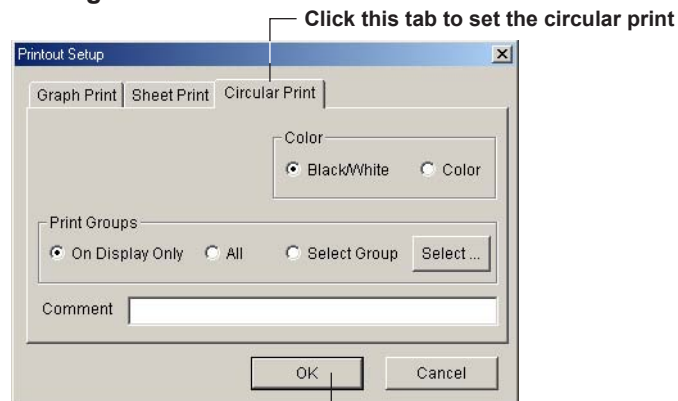 Click this tab to set the circular print
Printout Setup
Graph Print Sheet Print Circular Print
Color
Black/White Color
Print Groups
On Display Only All Select Group Select ...
Comment
OK Cancel